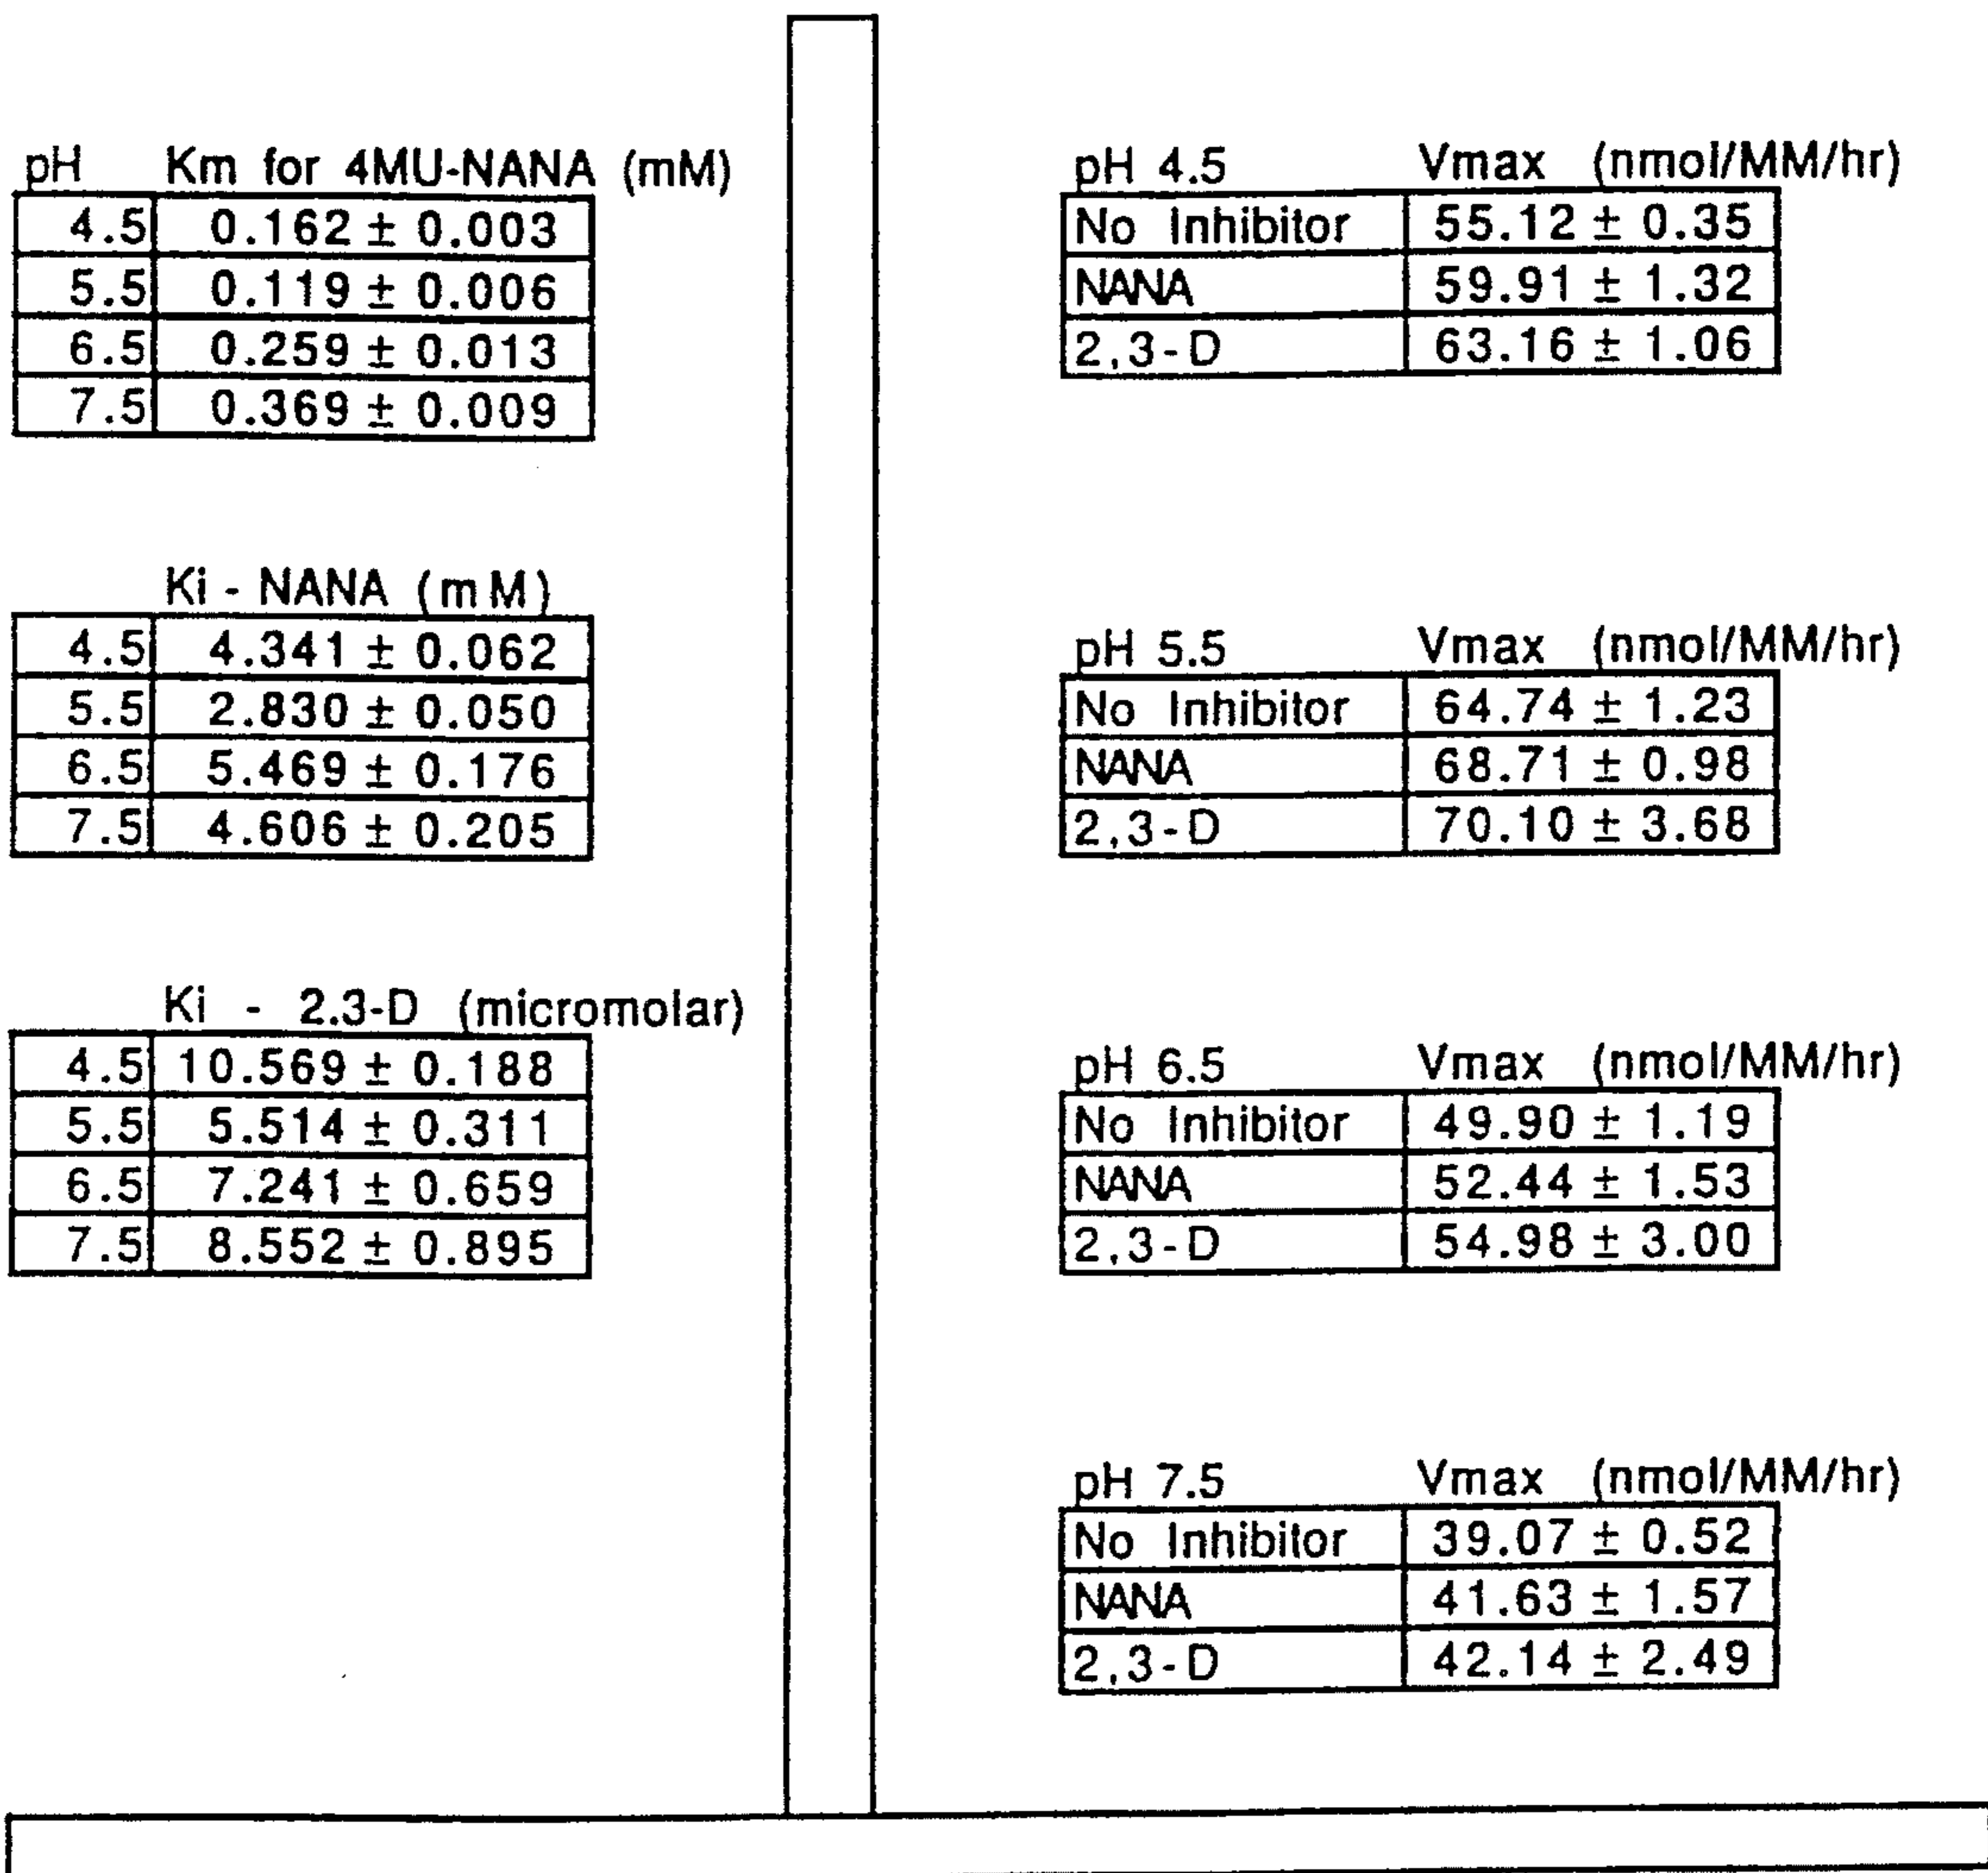 pH Km for 4MU-NANA (mM)
4.5 0.162 ± 0.003
5.5 0.119 ± 0.006
6.5 0.259 ± 0.013
7.5 0.369 ± 0.009
Ki - NANA (mM)
4.5 4.341 ± 0.062
5.5 2.830 ± 0.050
6.5 5.469 ± 0.176
7.5 4.606 ± 0.205
Ki - 2.3-D (micromolar)
4.5 10.569 ± 0.188
5.5 5.514 ± 0.311
6.5 7.241 ± 0.659
7.5 8.552 ± 0.895
pH 4.5 Vmax (nmol/MM/hr)
No Inhibitor 55.12 ± 0.35
NANA 59.91 ± 1.32
2,3-D 63.16 ± 1.06
pH 5.5 Vmax (nmol/MM/hr)
No Inhibitor 64.74 ± 1.23
NANA 68.71 ± 0.98
2,3-D 70.10 ± 3.68
pH 6.5 Vmax (nmol/MM/hr)
No Inhibitor 49.90 ± 1.19
NANA 52.44 ± 1.53
2,3-D 54.98 ± 3.00
pH 7.5 Vmax (nmol/MM/hr)
No Inhibitor 39.07 ± 0.52
NANA 41.63 ± 1.57
2,3-D 42.14 ± 2.49